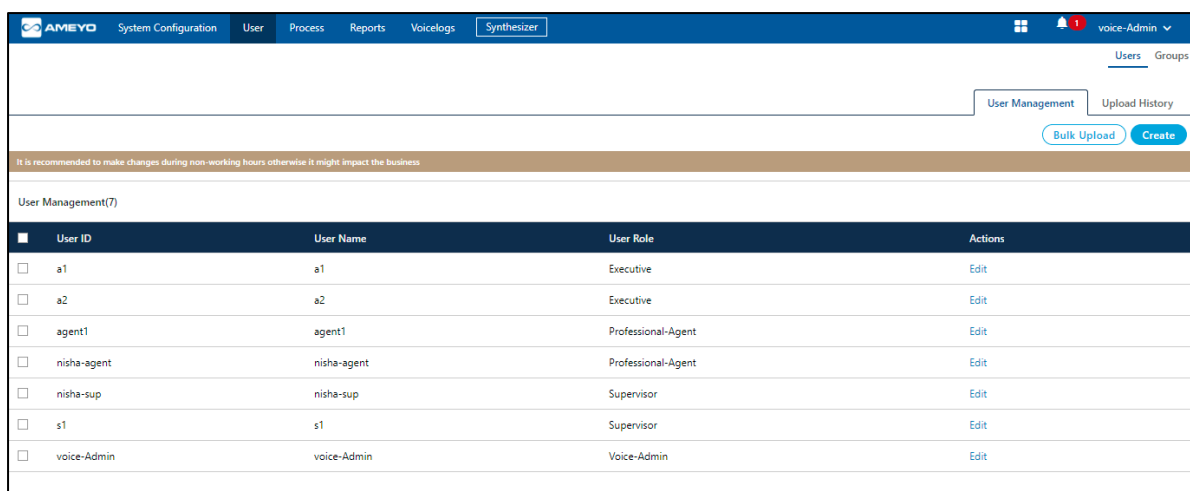 AMEYO System Configuration User Process Reports Voicelogs Synthesizer 1 voice-Admin
Users Groups
User Management Upload History
Bulk Upload Create
It is recommended to make changes during non-working hours otherwise it might impact the business
User Management(7)
User ID User Name User Role Actions
a1 a1 Executive Edit
a2 a2 Executive Edit
agent1 agent1 Professional-Agent Edit
nisha-agent nisha-agent Professional-Agent Edit
nisha-sup nisha-sup Supervisor Edit
s1 s1 Supervisor Edit
voice-Admin voice-Admin Voice-Admin Edit